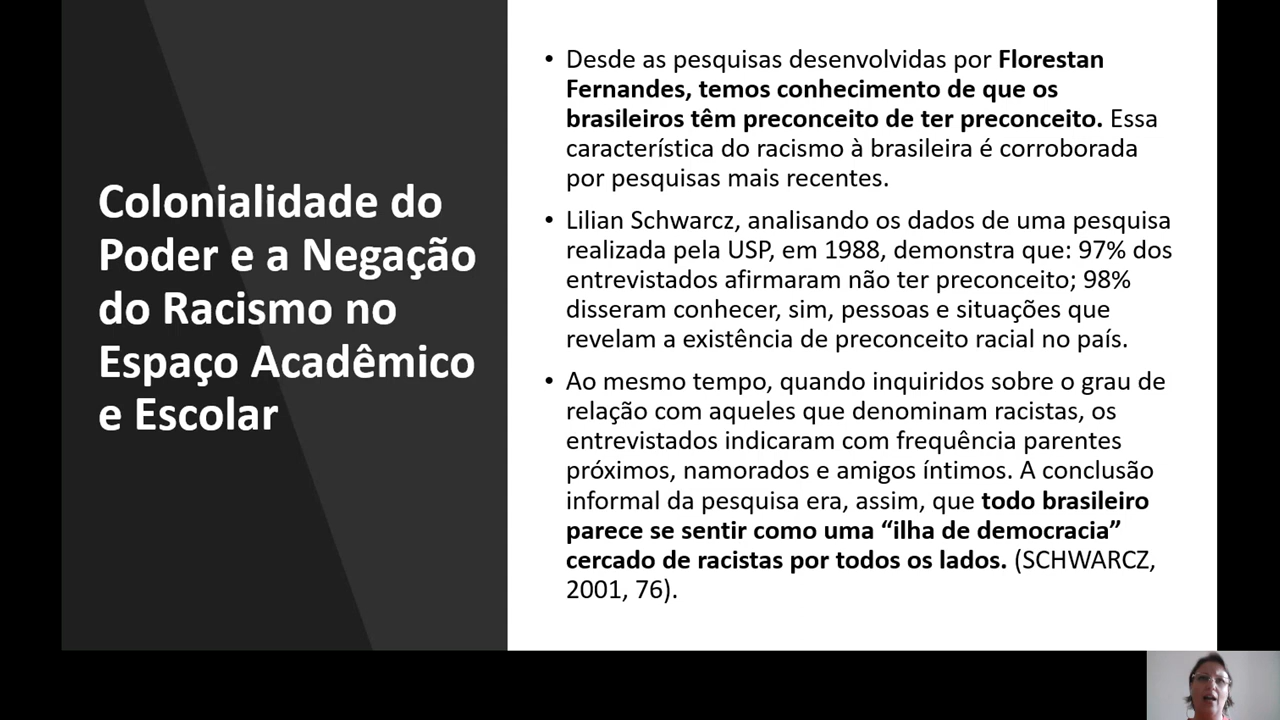 Colonialidade do
Poder e a Negação
do Racismo no
Espaço Acadêmico
e Escolar
• Desde as pesquisas desenvolvidas por Florestan
Fernandes, temos conhecimento de que os
brasileiros têm preconceito de ter preconceito. Essa
característica do racismo à brasileira é corroborada
por pesquisas mais recentes.
• Lilian Schwarcz, analisando os dados de uma pesquisa
realizada pela USP, em 1988, demonstra que: 97% dos
entrevistados afirmaram não ter preconceito; 98%
disseram conhecer, sim, pessoas e situações que
revelam a existência de preconceito racial no país.
• Ao mesmo tempo, quando inquiridos sobre o grau de
relação com aqueles que denominam racistas, os
entrevistados indicaram com frequência parentes
próximos, namorados e amigos íntimos. A conclusão
informal da pesquisa era, assim, que todo brasileiro
parece se sentir como uma “ilha de democracia”
cercado de racistas por todos os lados. (SCHWARCZ,
2001, 76).